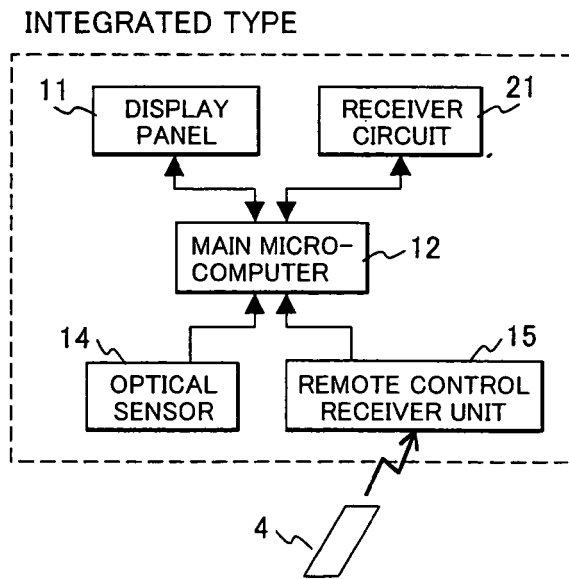 INTEGRATED TYPE
11
DISPLAY
PANEL
RECEIVER
CIRCUIT
21
MAIN MICRO-
COMPUTER
12
14
OPTICAL
SENSOR
15
REMOTE CONTROL
RECEIVER UNIT
4